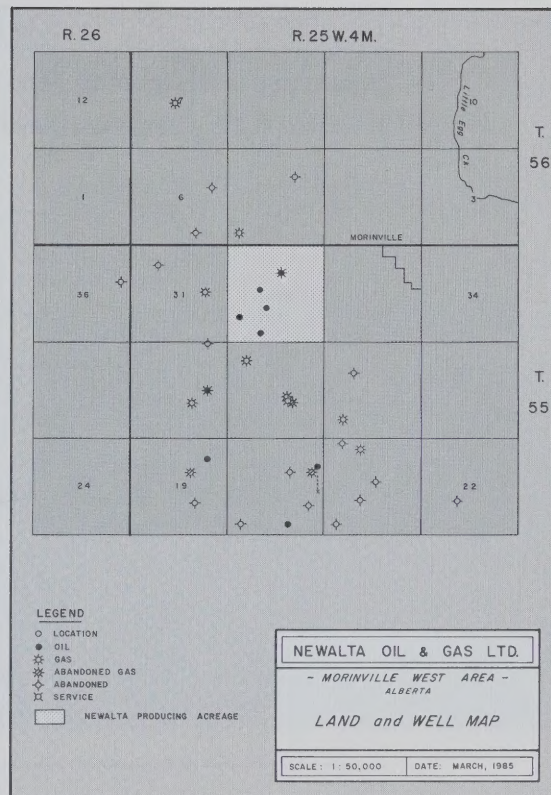 R. 26 R. 25 W. 4 M.
12
10
Little Egg Ck
T. 56
1
6
3
MORINVILLE
36
31
34
T. 55
24
19
22
LEGEND
LOCATION
OIL
GAS
ABANDONED GAS
ABANDONED
SERVICE
NEWALTA PRODUCING ACREAGE
NEWALTA OIL & GAS LTD.
~ MORINVILLE WEST AREA ~
ALBERTA
LAND and WELL MAP
SCALE: 1:50,000 DATE: MARCH, 1985